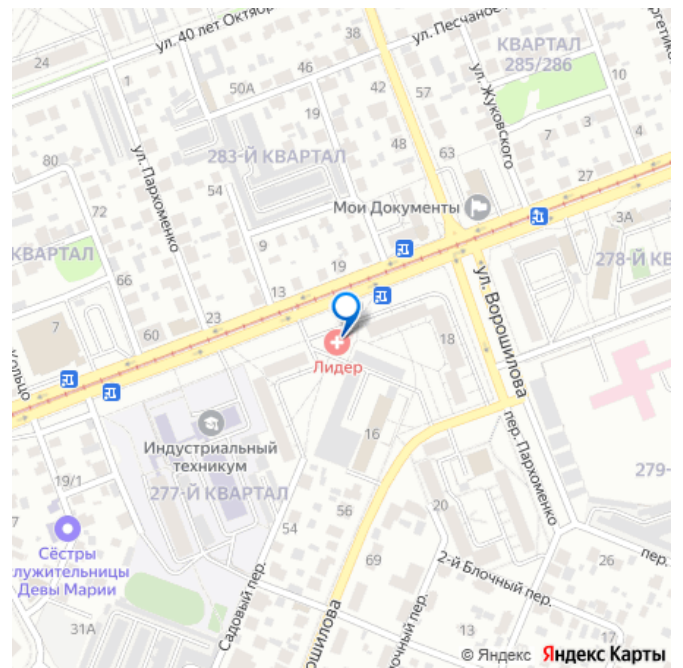 38
ул. 40 лет Октябр
ул. Песчаное
КВАРТАЛ
285/286
24
50А
46
42
57
ул. Жуковского
10
1
19
48
63
7
3
4
80
283-Й КВАРТАЛ
ул. Пархоменко
54
27
Мои Документы
72
3А
КВАРТАЛ
9
278-Й КВ
66
19
13
ул. Ворошилова
7
60
23
18
Лидер
Кольцо
пер. Пархоменко
Индустриальный
техникум
16
279-
19/1
277-Й КВАРТАЛ
7
54
56
20
Сёстры
служительницы
Девы Марии
69
2-й Блочный пер.
26
пер.
31А
Садовый пер.
ул. Ворошилова
17
© Яндекс Яндекс Карты